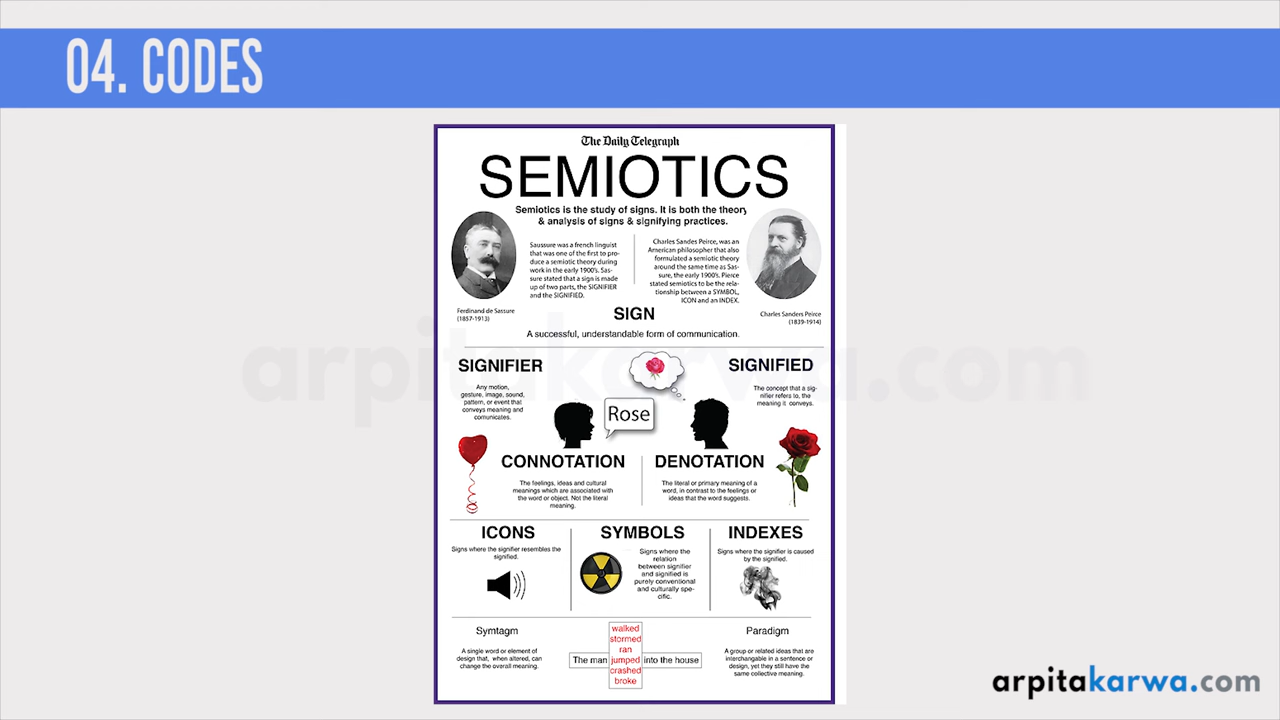 04. CODES
The Daily Telegraph
SEMIOTICS
Semiotics is the study of signs. It is both the theory
& analysis of signs & signifying practices.
Saussure was a french linguist
that was one of the first to pro-
duce a semiotic theory during
work in the early 1900's. Sas-
sure stated that a sign is made
up of two parts, the SIGNIFIER
and the SIGNIFIED.
Charles Sandes Peirce, was an
American philosopher that also
formulated a semiotic theory
around the same time as Sas-
sure, the early 1900's. Pierce
stated semiotics to be the rela-
tionship between a SYMBOL,
ICON and an INDEX.
Ferdinand de Sassure
(1857-1913)
Charles Sanders Peirce
(1839-1914)
SIGN
A successful, understandable form of communication.
SIGNIFIER
Any motion,
gesture, image, sound,
pattern, or event thal
conveys meaning and
comunicates.
SIGNIFIED
The concept that a sig-
nifier refers lo, the
meaning it conveys.
Rose
CONNOTATION
The feelings, ideas and cultural
meanings which are associated with
the word or object. Not the literal
meaning.
DENOTATION
The literal or primary meaning of a
word, in contrast to the feelings or
ideas that the word suggests.
ICONS
Signs where the signifier resembles the
signified.
SYMBOLS
Signs where the
relation
between signifier
and signified is
purely conventional
and culturally spe-
cific.
INDEXES
Signs where the signifier is caused
by the signified.
Symtagm
A single word or element of
design that, when altered, can
change the overall meaning.
walked
stormed
ran
The man jumped into the house
crashed
broke
Paradigm
A group or related ideas that are
interchangable in a sentence or
design, yet they still have the
same collective meaning.
arpitakarwa.com
arpitakarwa.com